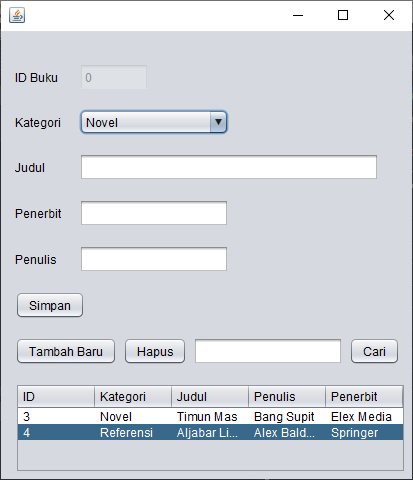 ID Buku 0
Kategori Novel
Judul
Penerbit
Penulis
Simpan
Tambah Baru Hapus Cari
ID Kategori Judul Penulis Penerbit
3 Novel Timun Mas Bang Supit Elex Media
4 Referensi Aljabar Li... Alex Bald... Springer